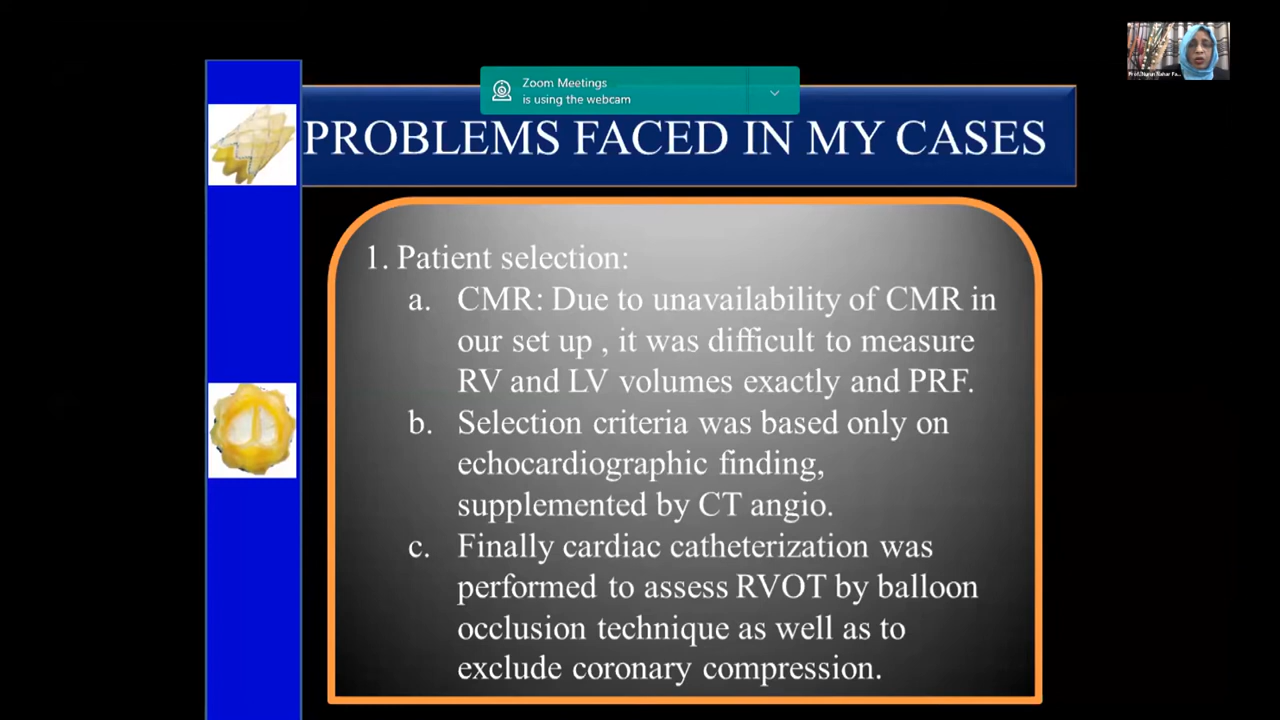 Zoom Meetings
is using the webcam
PROBLEMS FACED IN MY CASES
1. Patient selection:
a. CMR: Due to unavailability of CMR in
our set up , it was difficult to measure
RV and LV volumes exactly and PRF.
b. Selection criteria was based only on
echocardiographic finding,
supplemented by CT angio.
c. Finally cardiac catheterization was
performed to assess RVOT by balloon
occlusion technique as well as to
exclude coronary compression.